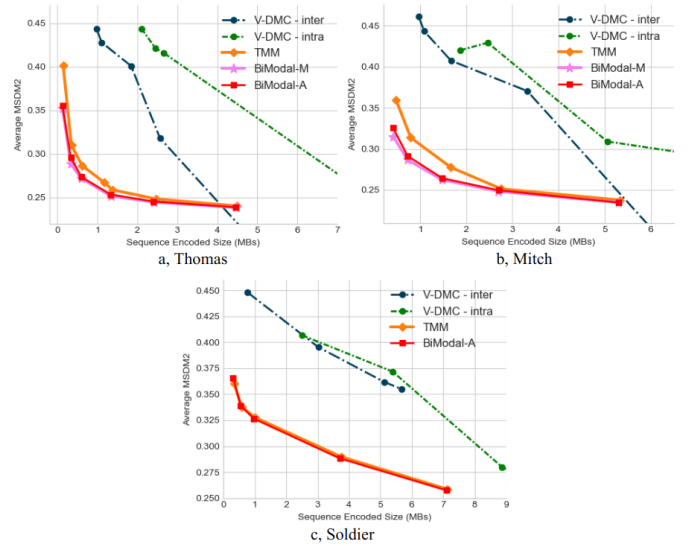 V-DMC - inter
V-DMC - intra
TMM
BiModal-M
BiModal-A
Average MSDM2
0.45
0.40
0.35
0.30
0.25
0 1 2 3 4 5 6 7
Sequence Encoded Size (MBs)
a, Thomas
V-DMC - inter
V-DMC - intra
TMM
BiModal-M
BiModal-A
Average MSDM2
0.45
0.40
0.35
0.30
0.25
1 2 3 4 5 6
Sequence Encoded Size (MBs)
b, Mitch
V-DMC - inter
V-DMC - intra
TMM
BiModal-A
Average MSDM2
0.450
0.425
0.400
0.375
0.350
0.325
0.300
0.275
0.250
0 1 2 3 4 5 6 7 8 9
Sequence Encoded Size (MBs)
c, Soldier